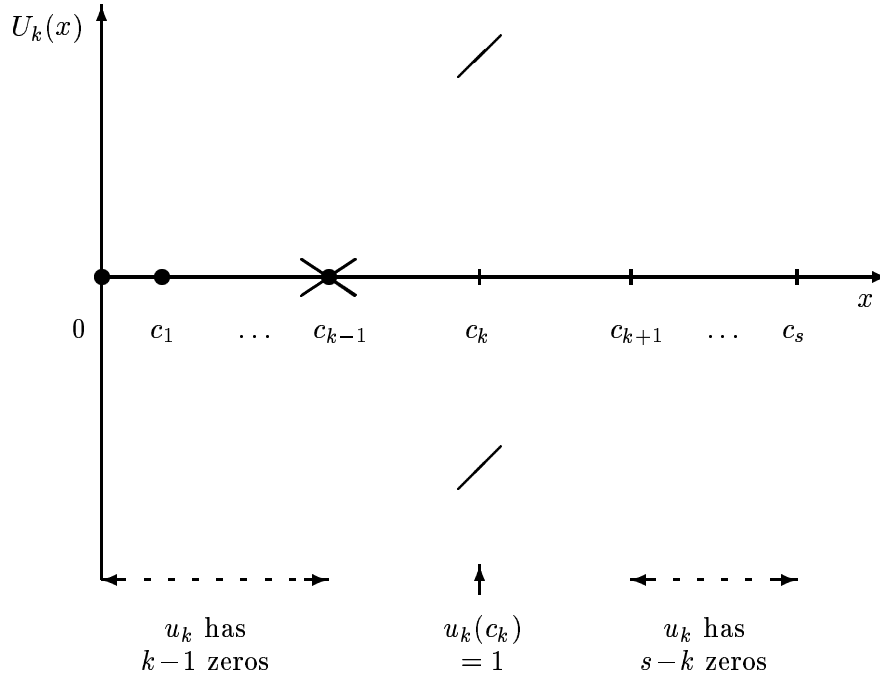 U_k(x)
x
0 c_1 ... c_{k-1} c_k c_{k+1} ... c_s
u_k has
k-1 zeros
u_k(c_k)
= 1
u_k has
s-k zeros